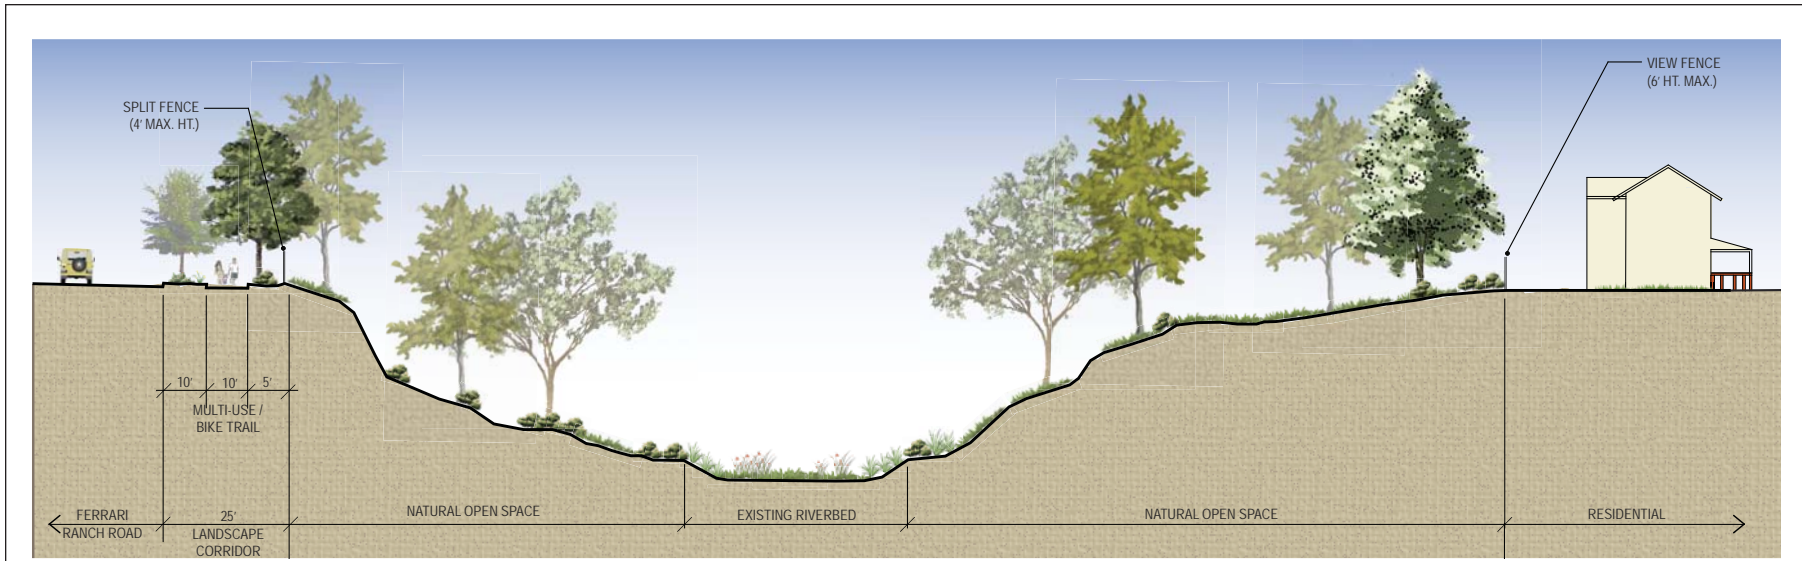 SPLIT FENCE
(4' MAX. HT.)
VIEW FENCE
(6' HT. MAX.)
10'
10'
5'
MULTI-USE /
BIKE TRAIL
FERRARI
RANCH ROAD
25'
LANDSCAPE
CORRIDOR
NATURAL OPEN SPACE
EXISTING RIVERBED
NATURAL OPEN SPACE
RESIDENTIAL